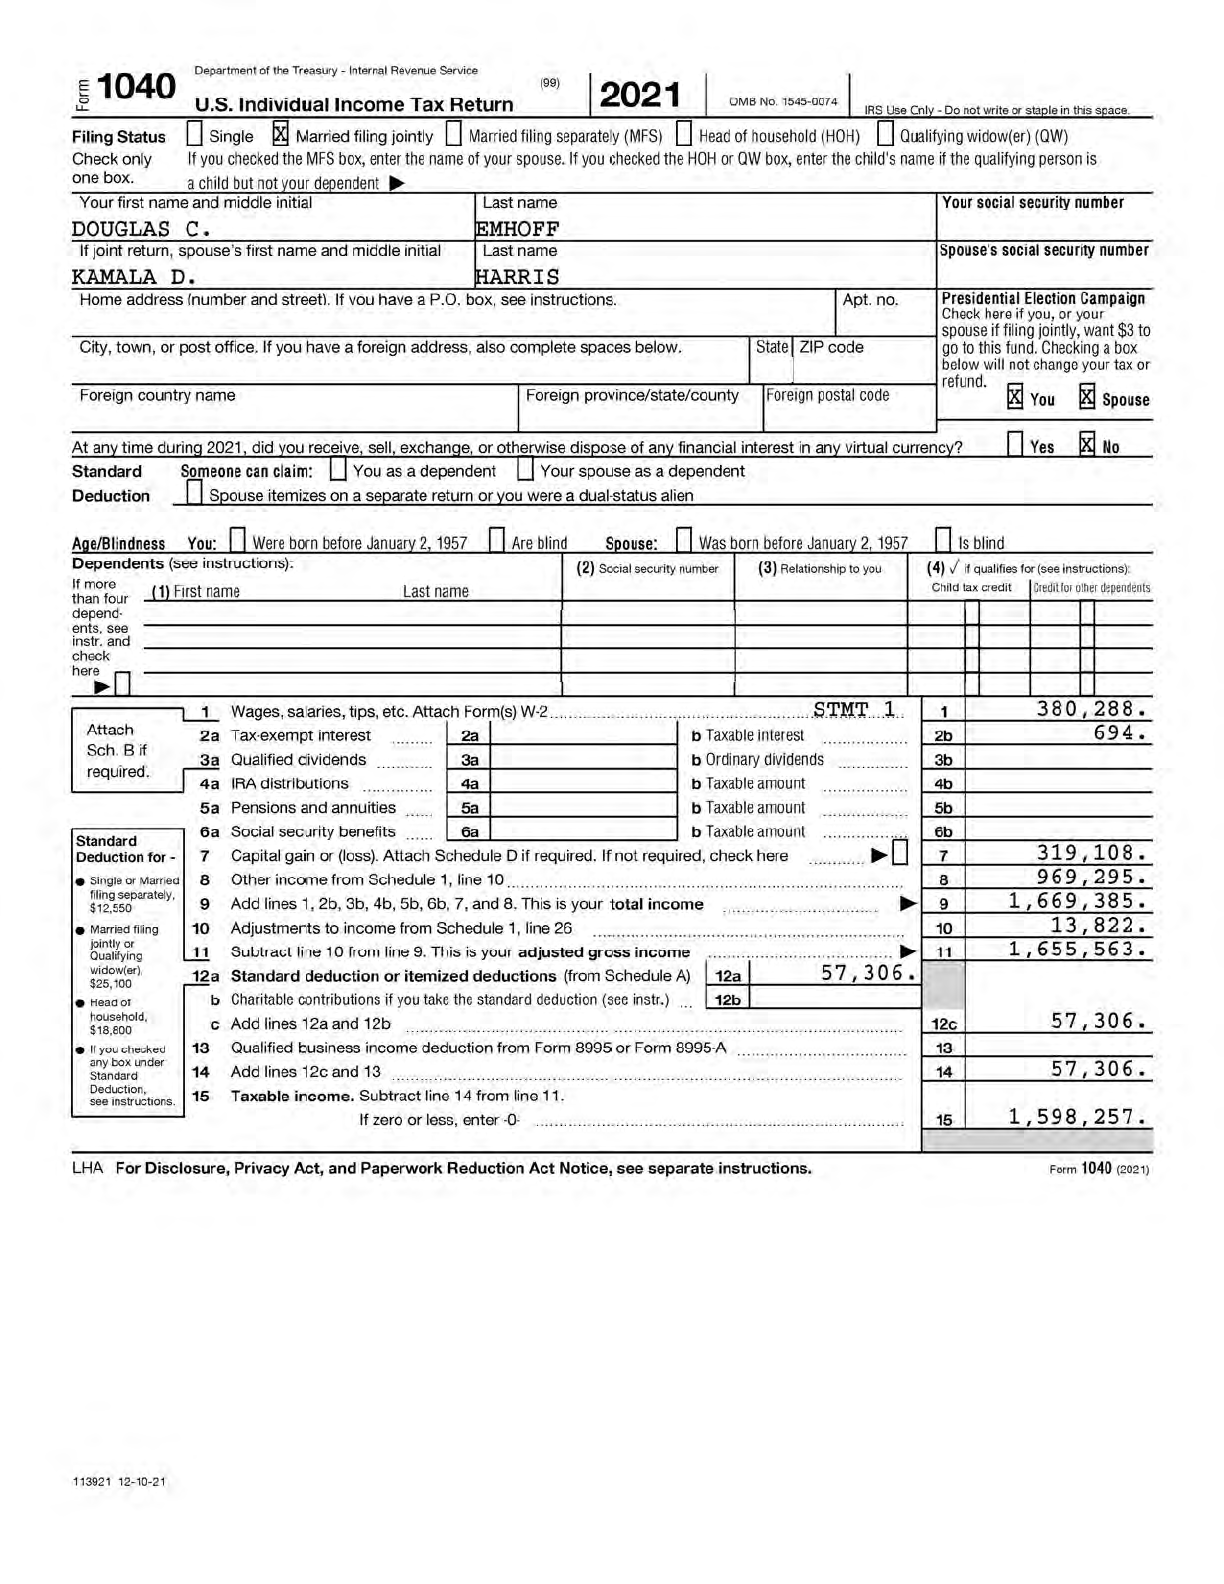 Form 1040 Department of the Treasury - Internal Revenue Service (99)
U.S. Individual Income Tax Return 2021 OMB No. 1545-0074 IRS Use Only - Do not write or staple in this space.
Filing Status Single X Married filing jointly Married filing separately (MFS) Head of household (HOH) Qualifying widow(er) (QW)
Check only If you checked the MFS box, enter the name of your spouse. If you checked the HOH or QW box, enter the child's name if the qualifying person is
one box. a child but not your dependent ▶
Your first name and middle initial Last name Your social security number
DOUGLAS C. EMHOFF
If joint return, spouse's first name and middle initial Last name Spouse's social security number
KAMALA D. HARRIS
Home address (number and street). If you have a P.O. box, see instructions. Apt. no. Presidential Election Campaign
Check here if you, or your
spouse if filing jointly, want $3 to
City, town, or post office. If you have a foreign address, also complete spaces below. State ZIP code go to this fund. Checking a box
below will not change your tax or
refund.
Foreign country name Foreign province/state/county Foreign postal code X You X Spouse
At any time during 2021, did you receive, sell, exchange, or otherwise dispose of any financial interest in any virtual currency? Yes X No
Standard Someone can claim: You as a dependent Your spouse as a dependent
Deduction Spouse itemizes on a separate return or you were a dual-status alien
Age/Blindness You: Were born before January 2, 1957 Are blind Spouse: Was born before January 2, 1957 Is blind
Dependents (see instructions): (2) Social security number (3) Relationship to you (4) ✓ if qualifies for (see instructions):
(1) First name Last name Child tax credit Credit for other dependents
If more
than four
depend-
ents, see
instr. and
check
here
▶
Attach
Sch. B if
required.
1 Wages, salaries, tips, etc. Attach Form(s) W-2 STMT 1 1 380,288.
2a Tax-exempt interest 2a b Taxable interest 2b 694.
3a Qualified dividends 3a b Ordinary dividends 3b
4a IRA distributions 4a b Taxable amount 4b
5a Pensions and annuities 5a b Taxable amount 5b
6a Social security benefits 6a b Taxable amount 6b
7 Capital gain or (loss). Attach Schedule D if required. If not required, check here ▶ 7 319,108.
8 Other income from Schedule 1, line 10 8 969,295.
9 Add lines 1, 2b, 3b, 4b, 5b, 6b, 7, and 8. This is your total income ▶ 9 1,669,385.
10 Adjustments to income from Schedule 1, line 26 10 13,822.
11 Subtract line 10 from line 9. This is your adjusted gross income ▶ 11 1,655,563.
12a Standard deduction or itemized deductions (from Schedule A) 12a 57,306.
b Charitable contributions if you take the standard deduction (see instr.) 12b
c Add lines 12a and 12b 12c 57,306.
13 Qualified business income deduction from Form 8995 or Form 8995-A 13
14 Add lines 12c and 13 14 57,306.
15 Taxable income. Subtract line 14 from line 11.
If zero or less, enter -0- 15 1,598,257.
Standard
Deduction for -
● Single or Married
filing separately,
$12,550
● Married filing
jointly or
Qualifying
widow(er),
$25,100
● Head of
household,
$18,800
● If you checked
any box under
Standard
Deduction,
see instructions.
LHA For Disclosure, Privacy Act, and Paperwork Reduction Act Notice, see separate instructions. Form 1040 (2021)
113921 12-10-21